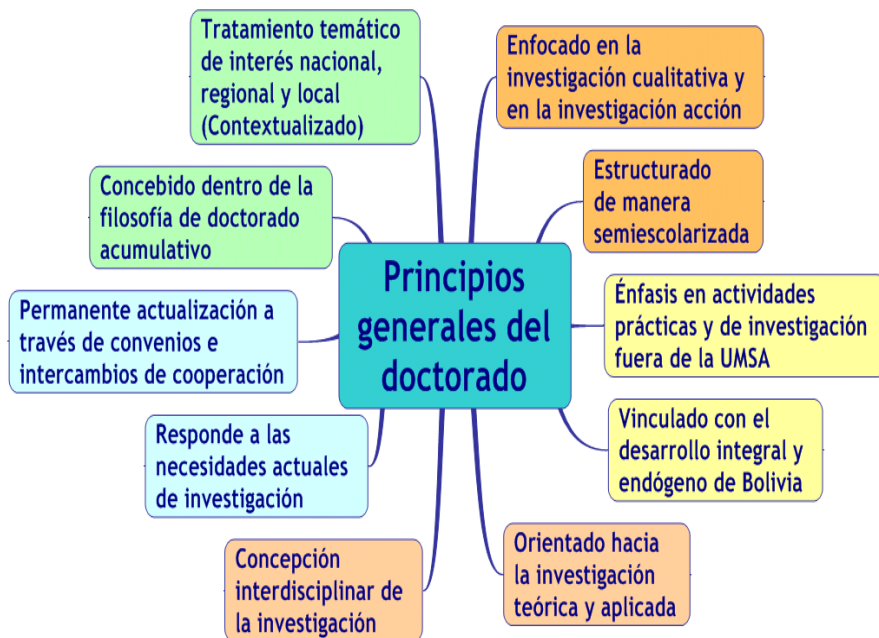 Tratamiento temático
de interés nacional,
regional y local
(Contextualizado)
Enfocado en la
investigación cualitativa y
en la investigación acción
Concebido dentro de la
filosofía de doctorado
acumulativo
Estructurado
de manera
semiescolarizada
Principios
generales del
doctorado
Permanente actualización a
través de convenios e
intercambios de cooperación
Énfasis en actividades
prácticas y de investigación
fuera de la UMSA
Responde a las
necesidades actuales
de investigación
Vinculado con el
desarrollo integral y
endógeno de Bolivia
Concepción
interdisciplinar de
la investigación
Orientado hacia
la investigación
teórica y aplicada